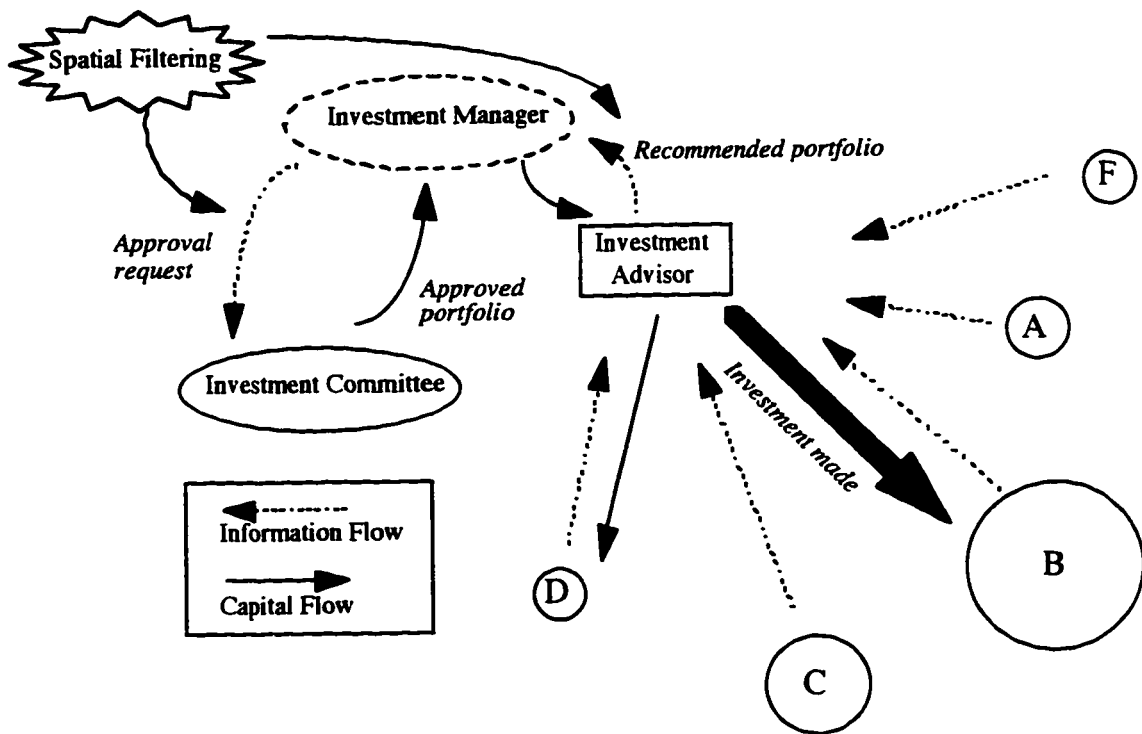 Spatial Filtering
Investment Manager
Recommended portfolio
F
Approval
request
Investment
Advisor
Approved
portfolio
A
Investment Committee
Investment made
Information Flow
Capital Flow
B
D
C